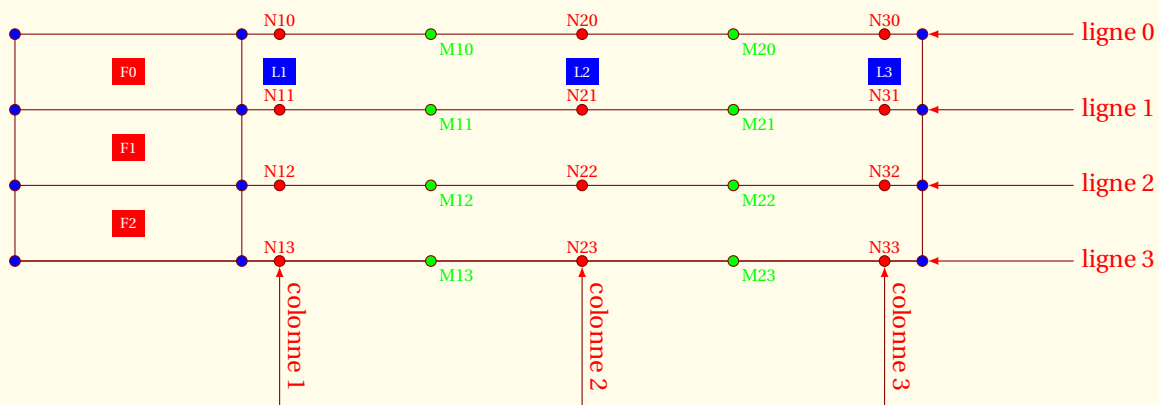 N10 N20 N30 ligne 0
M10 M20
F0 L1 L2 L3
N11 N21 N31 ligne 1
M11 M21
F1
N12 N22 N32 ligne 2
M12 M22
F2
N13 N23 N33 ligne 3
M13 M23
colonne 1
colonne 2
colonne 3